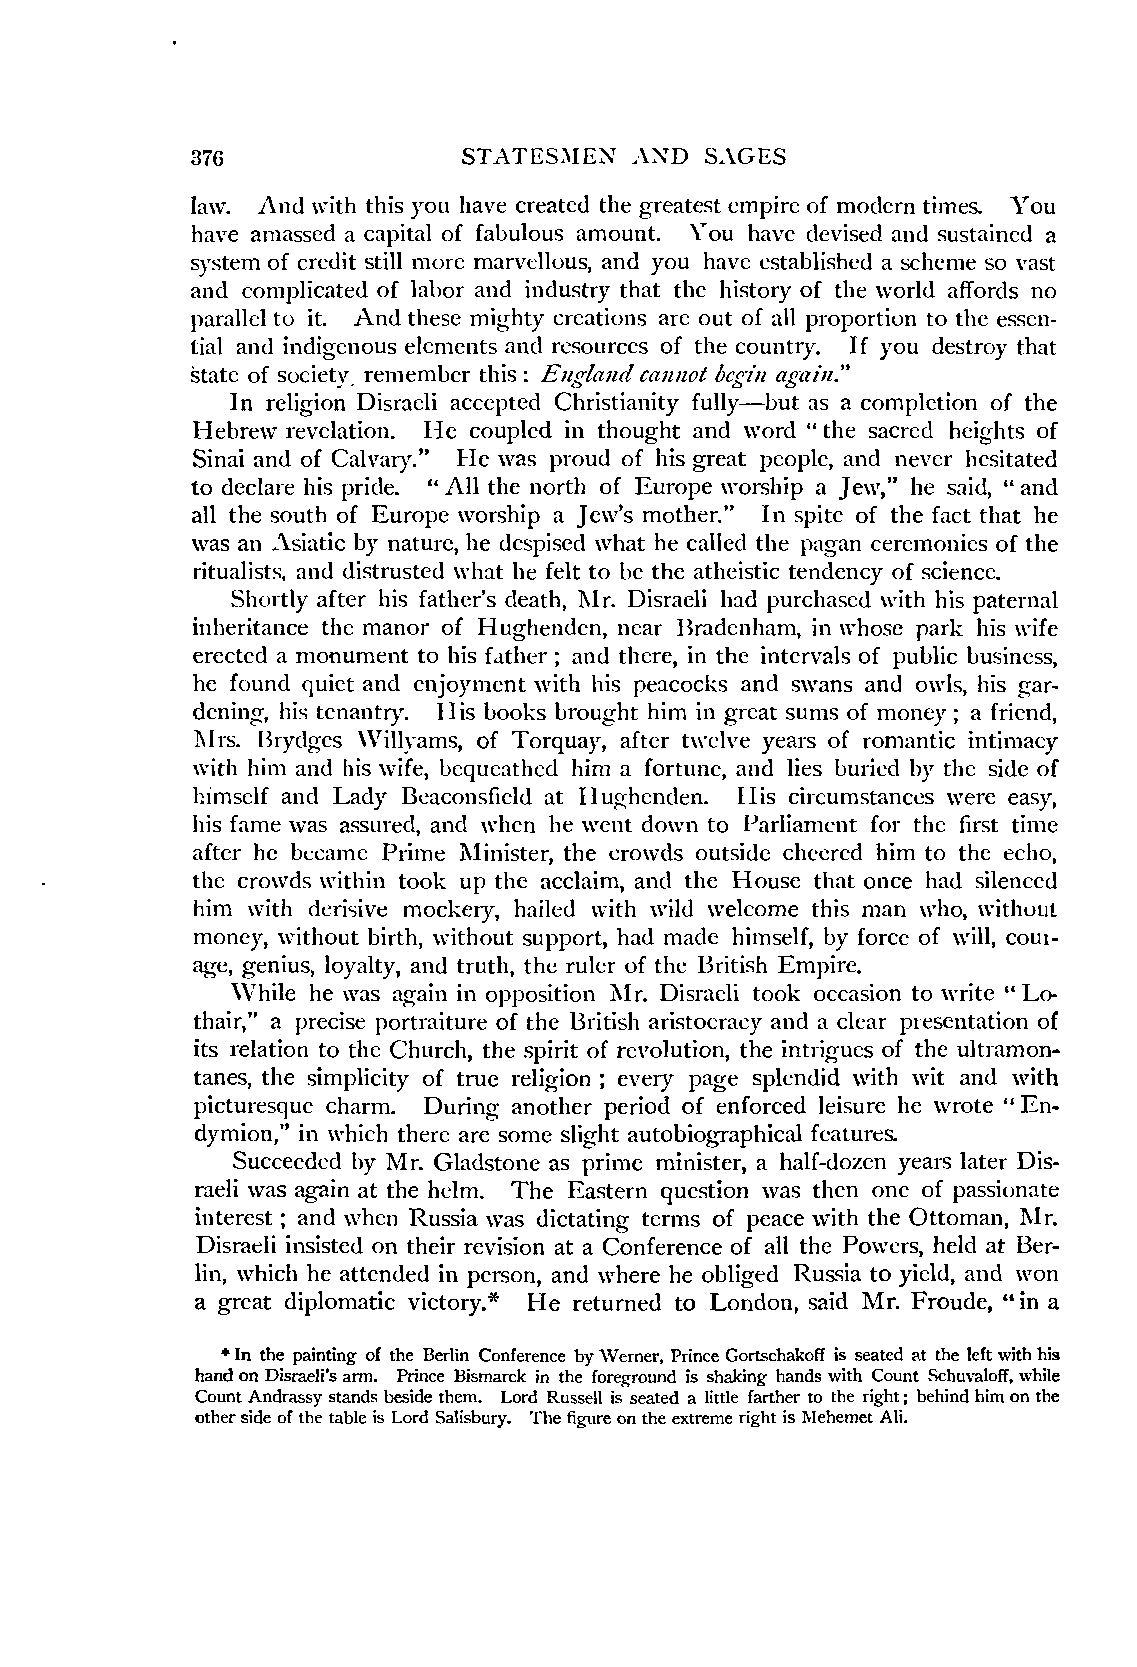 376 STATESMEN AND SAGES
law. And with this you have created the greatest empire of modern times. You
have amassed a capital of fabulous amount. You have devised and sustained a
system of credit still more marvellous, and you have established a scheme so vast
and complicated of labor and industry that the history of the world affords no
parallel to it. And these mighty creations are out of all proportion to the essen-
tial and indigenous elements and resources of the country. If you destroy that
state of society, remember this: England cannot begin again."
In religion Disraeli accepted Christianity fully—but as a completion of the
Hebrew revelation. He coupled in thought and word "the sacred heights of
Sinai and of Calvary." He was proud of his great people, and never hesitated
to declare his pride. "All the north of Europe worship a Jew," he said, "and
all the south of Europe worship a Jew's mother." In spite of the fact that he
was an Asiatic by nature, he despised what he called the pagan ceremonies of the
ritualists, and distrusted what he felt to be the atheistic tendency of science.
Shortly after his father's death, Mr. Disraeli had purchased with his paternal
inheritance the manor of Hughenden, near Bradenham, in whose park his wife
erected a monument to his father; and there, in the intervals of public business,
he found quiet and enjoyment with his peacocks and swans and owls, his gar-
dening, his tenantry. His books brought him in great sums of money; a friend,
Mrs. Brydges Willyams, of Torquay, after twelve years of romantic intimacy
with him and his wife, bequeathed him a fortune, and lies buried by the side of
himself and Lady Beaconsfield at Hughenden. His circumstances were easy,
his fame was assured, and when he went down to Parliament for the first time
after he became Prime Minister, the crowds outside cheered him to the echo,
the crowds within took up the acclaim, and the House that once had silenced
him with derisive mockery, hailed with wild welcome this man who, without
money, without birth, without support, had made himself, by force of will, cour-
age, genius, loyalty, and truth, the ruler of the British Empire.
While he was again in opposition Mr. Disraeli took occasion to write "Lo-
thair," a precise portraiture of the British aristocracy and a clear presentation of
its relation to the Church, the spirit of revolution, the intrigues of the ultramon-
tanes, the simplicity of true religion; every page splendid with wit and with
picturesque charm. During another period of enforced leisure he wrote "En-
dymion," in which there are some slight autobiographical features.
Succeeded by Mr. Gladstone as prime minister, a half-dozen years later Dis-
raeli was again at the helm. The Eastern question was then one of passionate
interest; and when Russia was dictating terms of peace with the Ottoman, Mr.
Disraeli insisted on their revision at a Conference of all the Powers, held at Ber-
lin, which he attended in person, and where he obliged Russia to yield, and won
a great diplomatic victory.* He returned to London, said Mr. Froude, "in a
* In the painting of the Berlin Conference by Werner, Prince Gortschakoff is seated at the left with his
hand on Disraeli's arm. Prince Bismarck in the foreground is shaking hands with Count Schuvaloff, while
Count Andrassy stands beside them. Lord Russell is seated a little farther to the right; behind him on the
other side of the table is Lord Salisbury. The figure on the extreme right is Mehemet Ali.